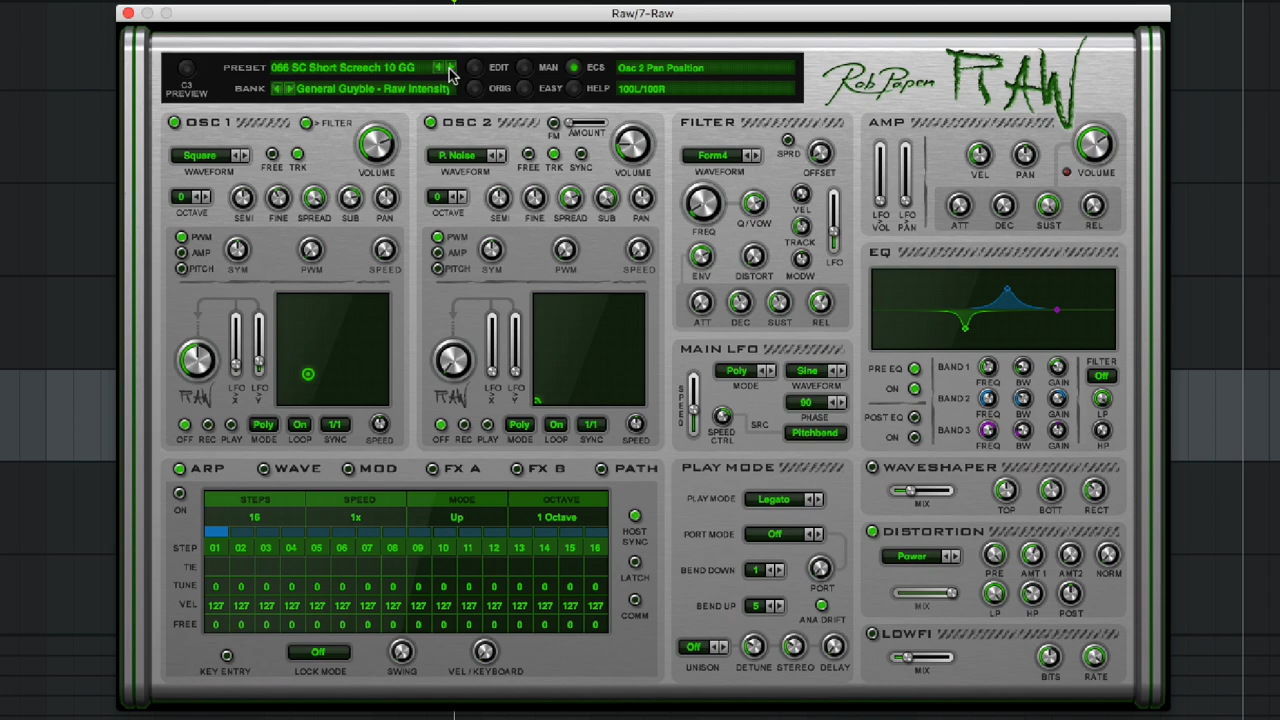 Raw/7-Raw
C3 PREVIEW
PRESET 066 SC Short Screech 10 GG EDIT MAN ECS Osc 2 Pan Position
BANK General Guyble - Raw Intensity ORIG EASY HELP 100L/100R
Rob Papen RAW
OSC 1 > FILTER
Square FREE TRK
WAVEFORM VOLUME
0
OCTAVE SEMI FINE SPREAD SUB PAN
PWM
AMP
PITCH SYM PWM SPEED
RAW LFO > X LFO > Y
OFF REC PLAY Poly On 1/1
MODE LOOP SYNC SPEED
OSC 2 FM AMOUNT
P. Noise FREE TRK SYNC
WAVEFORM VOLUME
0
OCTAVE SEMI FINE SPREAD SUB PAN
PWM
AMP
PITCH SYM PWM SPEED
RAW LFO > X LFO > Y
OFF REC PLAY Poly On 1/1
MODE LOOP SYNC SPEED
FILTER
Form4 SPRD
WAVEFORM OFFSET
FREQ Q/VOW VEL
TRACK
ENV DISTORT MODW LFO
ATT DEC SUST REL
MAIN LFO
SPEED Poly Sine
MODE WAVEFORM
90
PHASE
SPEED CTRL SRC Pitchbend
AMP
VEL PAN VOLUME
LFO > VOL LFO > PAN ATT DEC SUST REL
EQ
PRE EQ BAND 1 FREQ BW GAIN FILTER
ON Off
BAND 2 FREQ BW GAIN LP
POST EQ
ON BAND 3 FREQ BW GAIN HP
ARP WAVE MOD FX A FX B PATH
ON
STEPS SPEED MODE OCTAVE
16 1x Up 1 Octave
STEP 01 02 03 04 05 06 07 08 09 10 11 12 13 14 15 16
TIE
TUNE 0 0 0 0 0 0 0 0 0 0 0 0 0 0 0 0
VEL 127 127 127 127 127 127 127 127 127 127 127 127 127 127 127 127
FREE 0 0 0 0 0 0 0 0 0 0 0 0 0 0 0 0
HOST SYNC
LATCH
COMM
Off
KEY ENTRY LOCK MODE SWING VEL / KEYBOARD
PLAY MODE
PLAY MODE Legato
PORT MODE Off
BEND DOWN 1 PORT
BEND UP 5 ANA DRIFT
Off
UNISON DETUNE STEREO DELAY
WAVESHAPER
MIX TOP BOTT RECT
DISTORTION
Power PRE AMT 1 AMT2 NORM
MIX LP HP POST
LOWFI
MIX BITS RATE